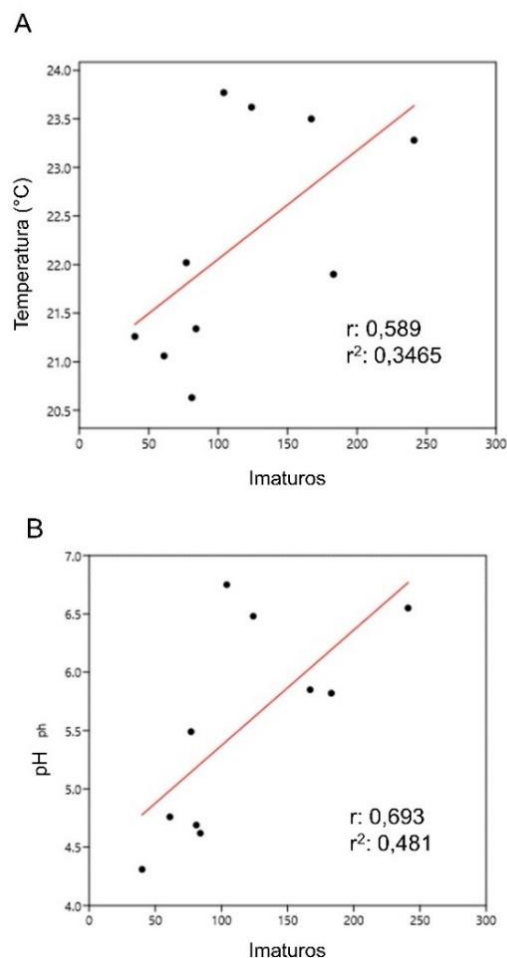 A
24.0
23.5
23.0
22.5
22.0
21.5
21.0
20.5
Temperatura (°C)
r: 0,589
r²: 0,3465
0 50 100 150 200 250 300
Imaturos
B
7.0
6.5
6.0
5.5
5.0
4.5
4.0
pH ph
r: 0,693
r²: 0,481
0 50 100 150 200 250 300
Imaturos